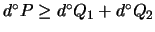 d°P ≥ d°Q₁ + d°Q₂